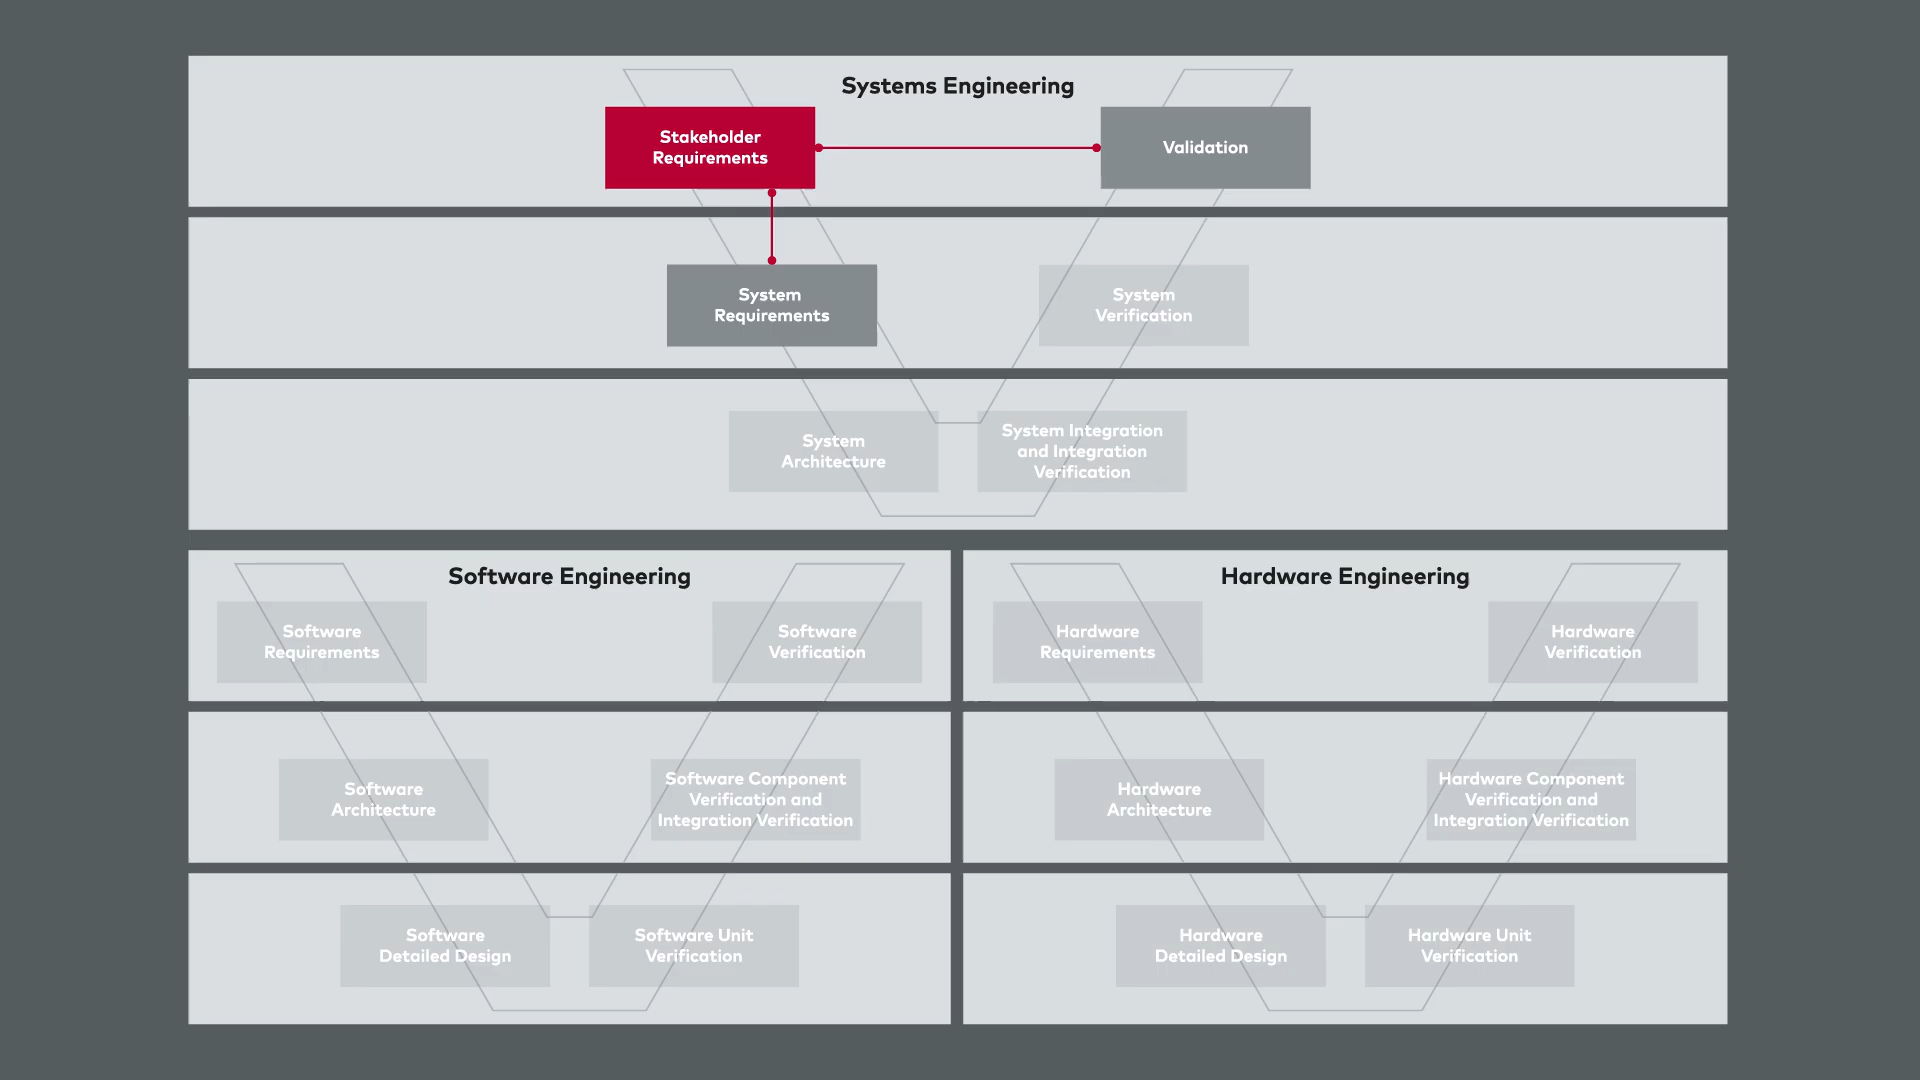 Systems Engineering
Stakeholder
Requirements
Validation
System
Requirements
System
Verification
System
Architecture
System Integration
and Integration
Verification
Software Engineering
Software
Requirements
Software
Verification
Software
Architecture
Software Component
Verification and
Integration Verification
Software
Detailed Design
Software Unit
Verification
Hardware Engineering
Hardware
Requirements
Hardware
Verification
Hardware
Architecture
Hardware Component
Verification and
Integration Verification
Hardware
Detailed Design
Hardware Unit
Verification